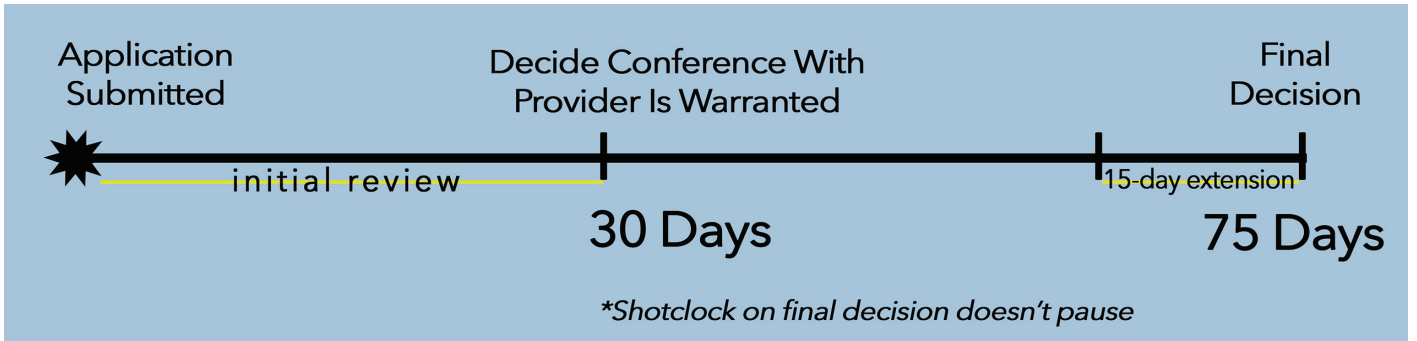 Application
Submitted
Decide Conference With
Provider Is Warranted
Final
Decision
initial review
15-day extension
30 Days
75 Days
*Shotclock on final decision doesn’t pause